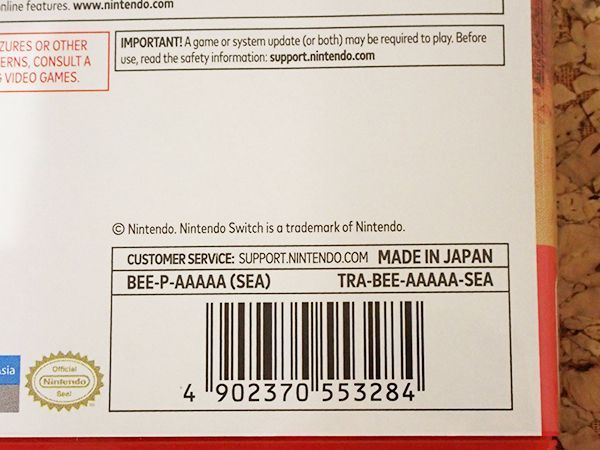 nline features. www.nintendo.com
ZURES OR OTHER
ERNS, CONSULT A
VIDEO GAMES.
IMPORTANT! A game or system update (or both) may be required to play. Before
use, read the safety information: support.nintendo.com
© Nintendo. Nintendo Switch is a trademark of Nintendo.
CUSTOMER SERVICE: SUPPORT.NINTENDO.COM MADE IN JAPAN
BEE-P-AAAAA (SEA) TRA-BEE-AAAAA-SEA
4 902370 553284
sia
Official
Nintendo
Seal